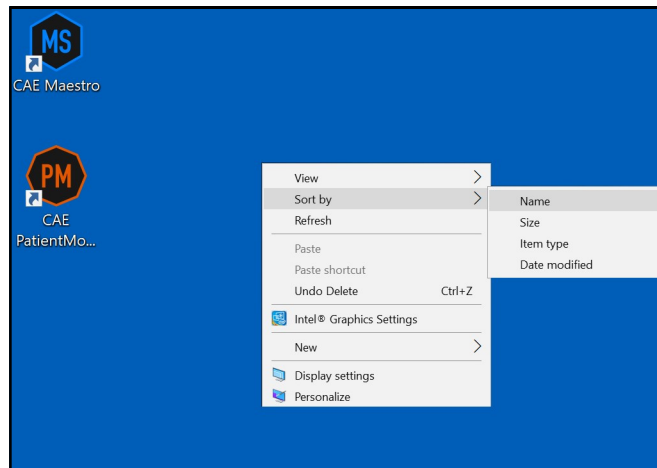 MS
CAE Maestro
PM
CAE
PatientMo...
View
Sort by
Refresh
Paste
Paste shortcut
Undo Delete Ctrl+Z
Intel® Graphics Settings
New
Display settings
Personalize
Name
Size
Item type
Date modified